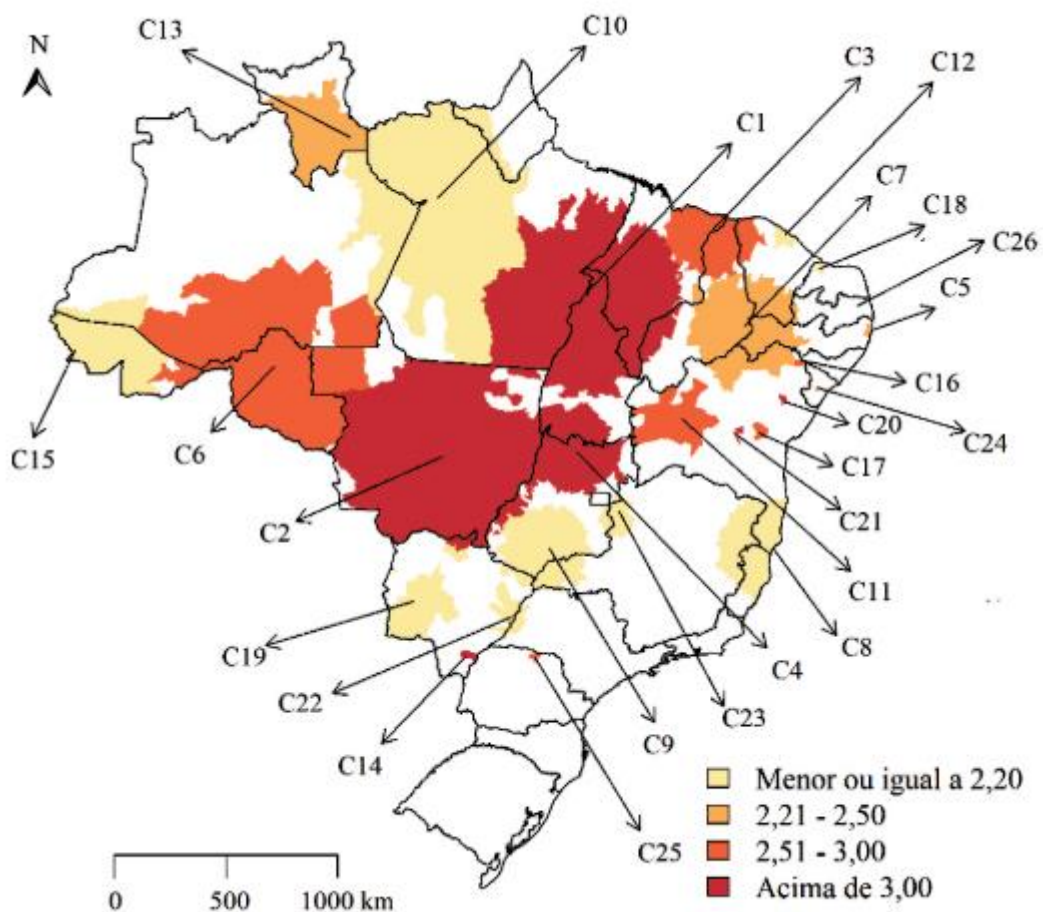 C13
C10
N
C3
C12
C1
C7
C18
C26
C5
C16
C20
C24
C15
C6
C17
C2
C21
C11
C19
C4
C8
C22
C23
C14
C9
C25
Menor ou igual a 2,20
2,21 - 2,50
2,51 - 3,00
Acima de 3,00
0 500 1000 km